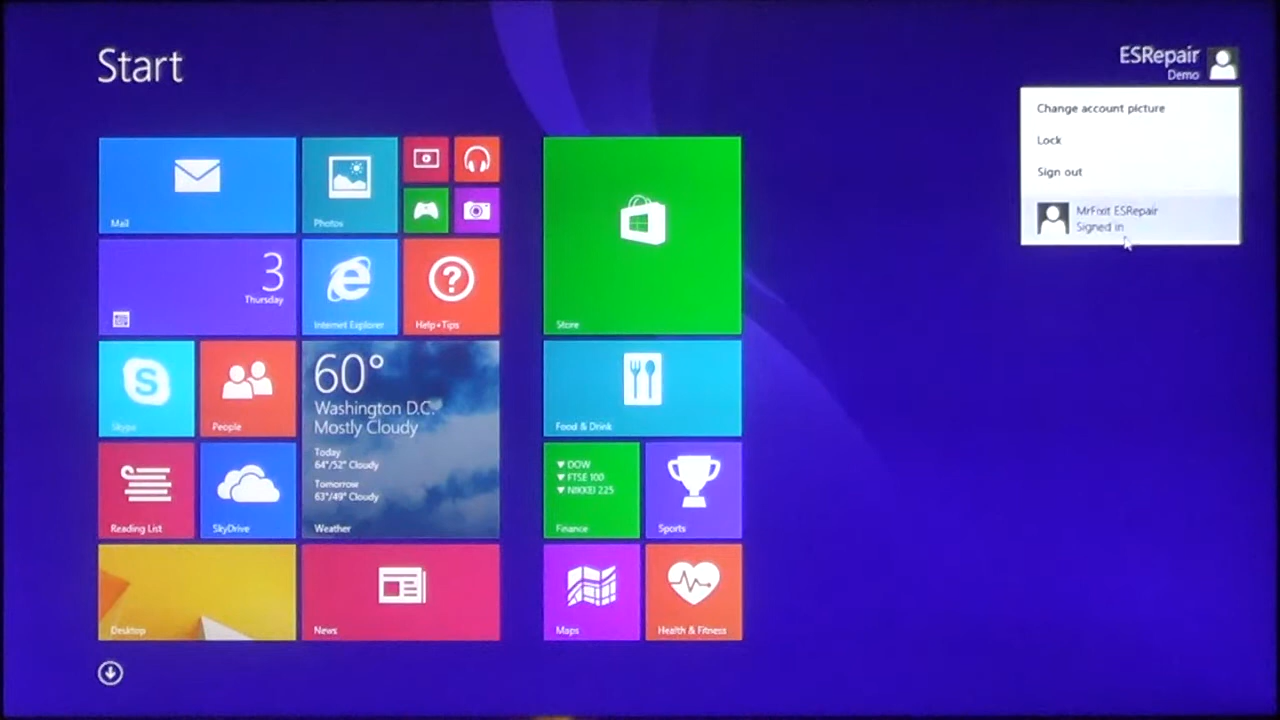 Start
ESRepair
Demo
Change account picture
Lock
Sign out
MrFixit ESRepair
Signed in
Mail
Photos
3
Thursday
Internet Explorer
Help+Tips
Store
Skype
People
60°
Washington D.C.
Mostly Cloudy
Today
64°/52° Cloudy
Tomorrow
63°/49° Cloudy
Weather
Food & Drink
Reading List
SkyDrive
DOW
FTSE 100
NIKKEI 225
Finance
Sports
Desktop
News
Maps
Health & Fitness